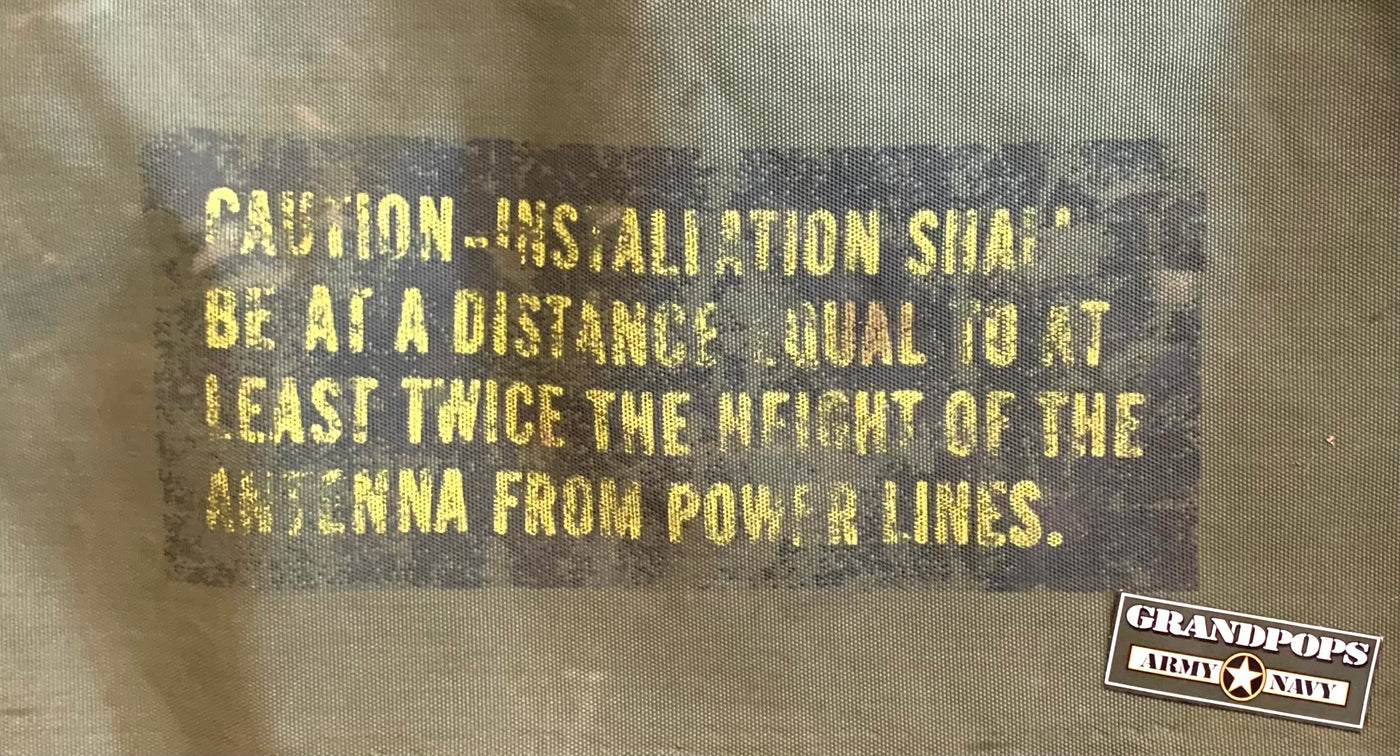 CAUTION-INSTALLATION SHALL
BE AT A DISTANCE EQUAL TO AT
LEAST TWICE THE HEIGHT OF THE
ANTENNA FROM POWER LINES.
GRANDPOPS
ARMY NAVY